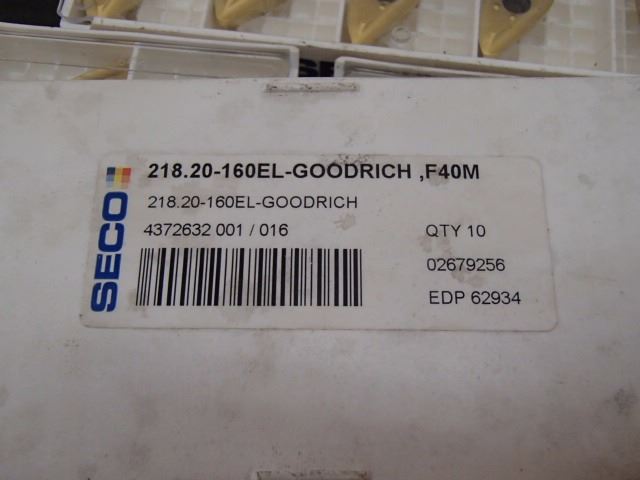 SECO
218.20-160EL-GOODRICH ,F40M
218.20-160EL-GOODRICH
4372632 001 / 016 QTY 10
02679256
EDP 62934